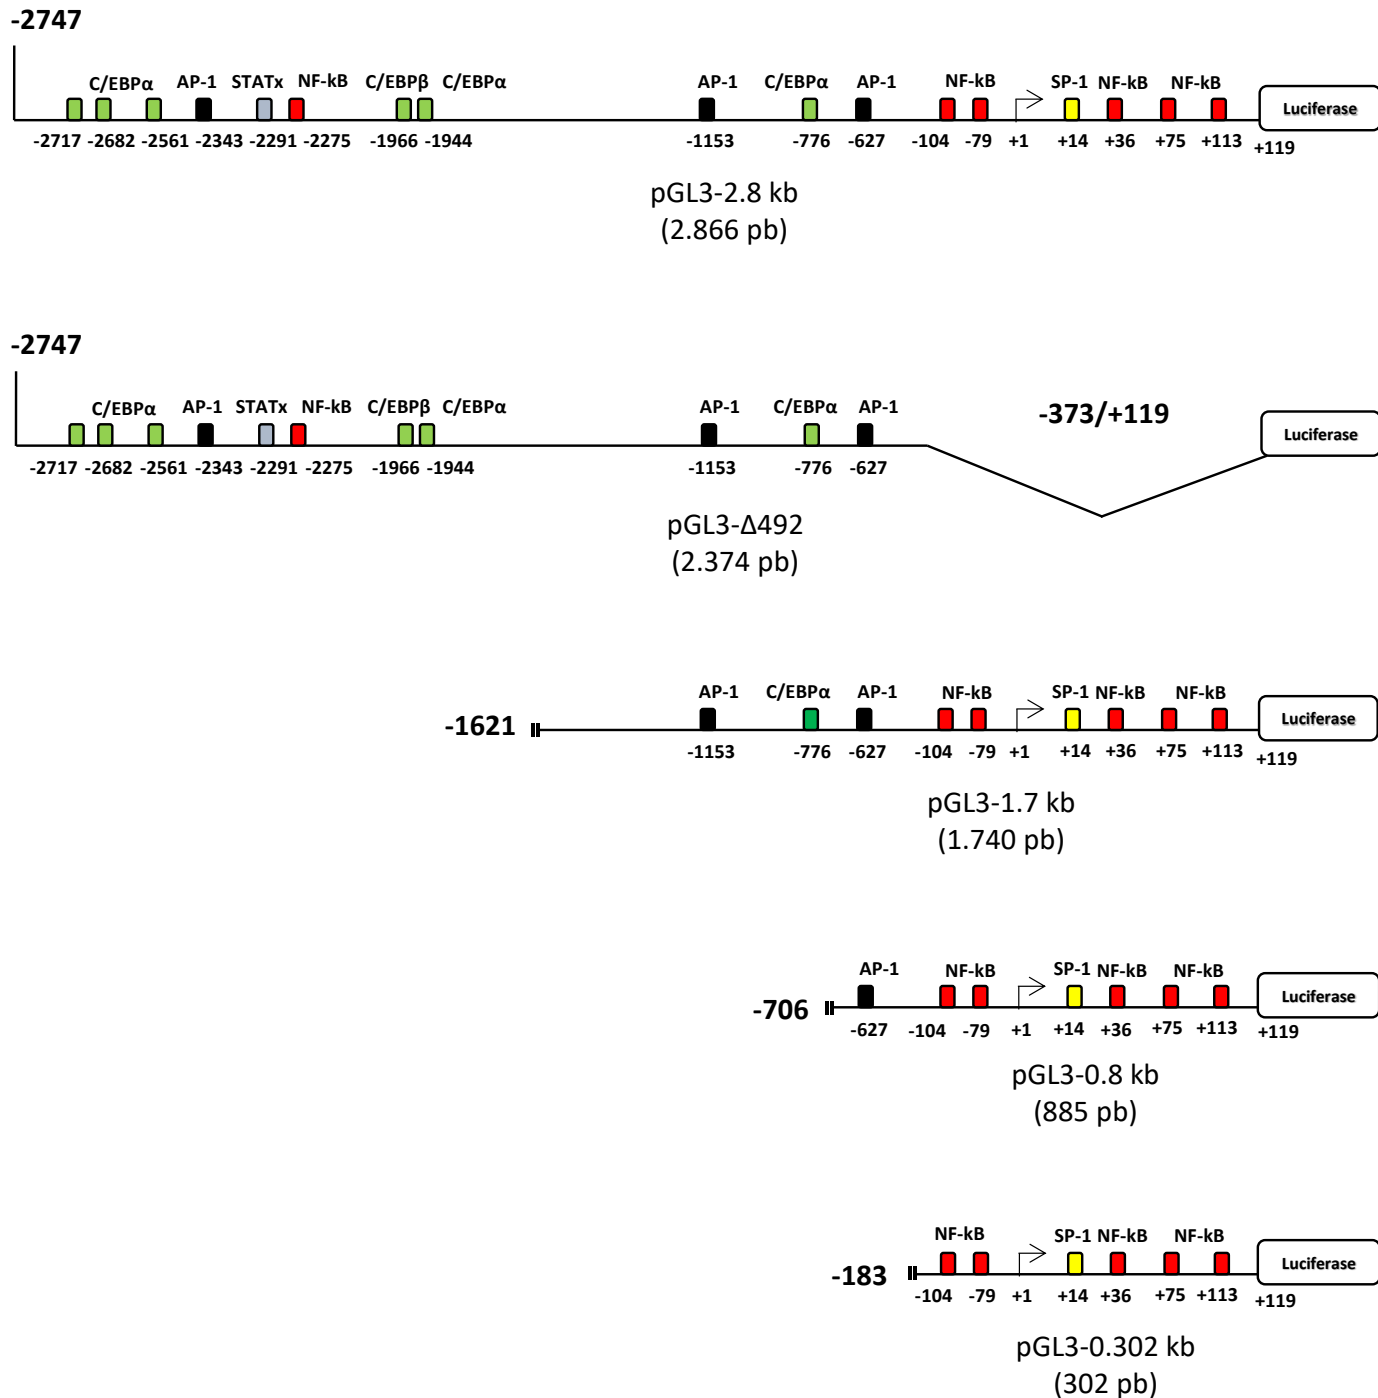 -2747
C/EBPα AP-1 STATx NF-kB C/EBPβ C/EBPα AP-1 C/EBPα AP-1 NF-kB SP-1 NF-kB NF-kB
Luciferase
-2717 -2682 -2561 -2343 -2291 -2275 -1966 -1944 -1153 -776 -627 -104 -79 +1 +14 +36 +75 +113 +119
pGL3-2.8 kb
(2.866 pb)
-2747
C/EBPα AP-1 STATx NF-kB C/EBPβ C/EBPα AP-1 C/EBPα AP-1 -373/+119
Luciferase
-2717 -2682 -2561 -2343 -2291 -2275 -1966 -1944 -1153 -776 -627
pGL3-Δ492
(2.374 pb)
AP-1 C/EBPα AP-1 NF-kB SP-1 NF-kB NF-kB
-1621 Luciferase
-1153 -776 -627 -104 -79 +1 +14 +36 +75 +113 +119
pGL3-1.7 kb
(1.740 pb)
AP-1 NF-kB SP-1 NF-kB NF-kB
-706 Luciferase
-627 -104 -79 +1 +14 +36 +75 +113 +119
pGL3-0.8 kb
(885 pb)
NF-kB SP-1 NF-kB NF-kB
-183 Luciferase
-104 -79 +1 +14 +36 +75 +113 +119
pGL3-0.302 kb
(302 pb)